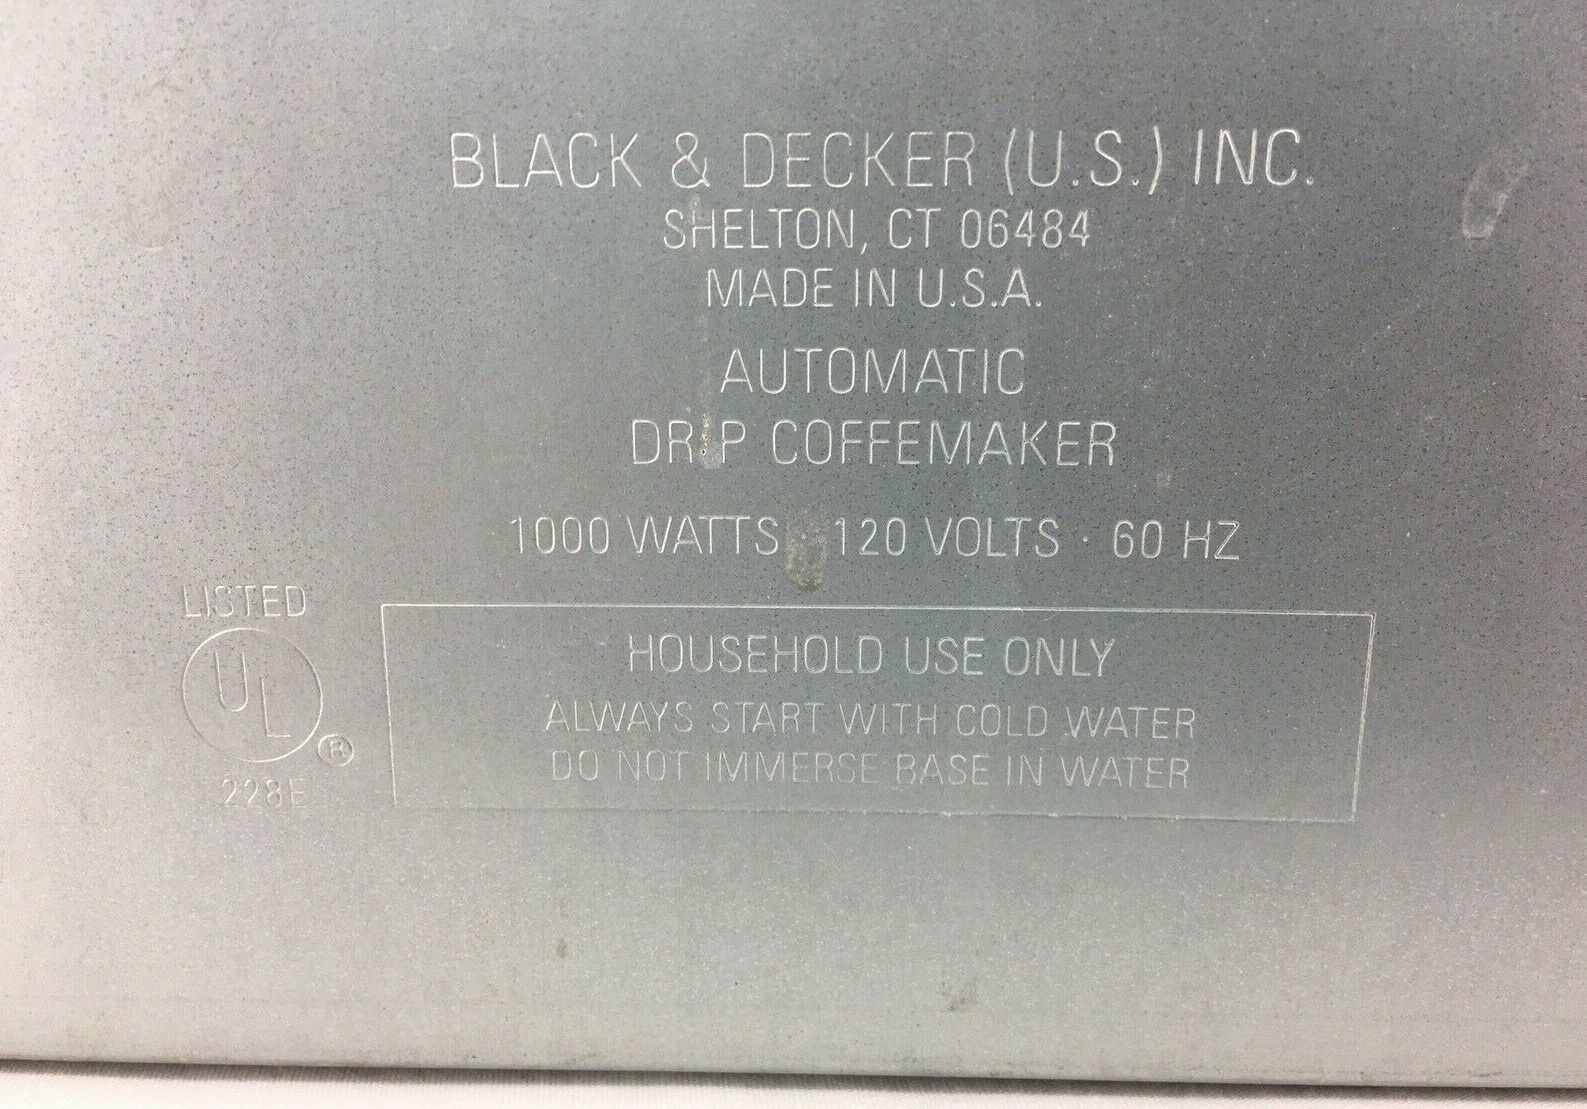 BLACK & DECKER (U.S.) INC.
SHELTON, CT 06484
MADE IN U.S.A.
AUTOMATIC
DRIP COFFEMAKER
1000 WATTS · 120 VOLTS · 60 HZ
LISTED
UL ®
228E
HOUSEHOLD USE ONLY
ALWAYS START WITH COLD WATER
DO NOT IMMERSE BASE IN WATER